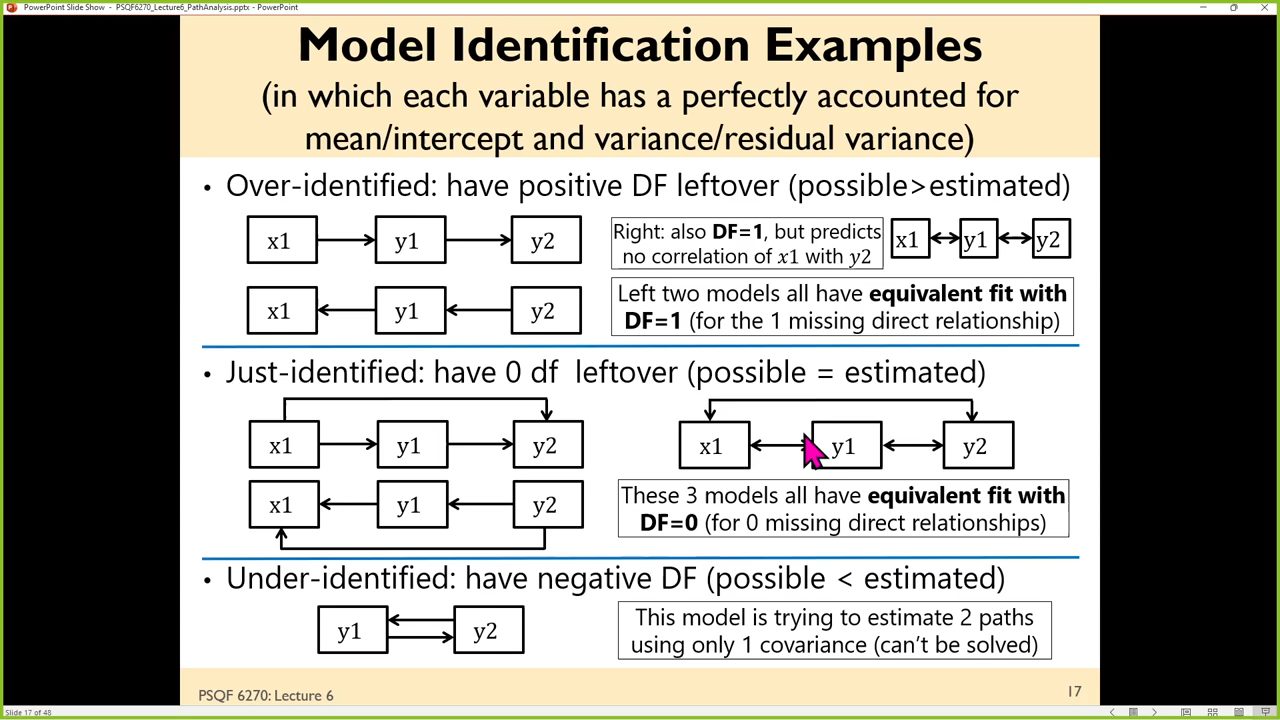 PowerPoint Slide Show - PSQF6270_Lecture6_PathAnalysis.pptx - PowerPoint
Model Identification Examples
(in which each variable has a perfectly accounted for
mean/intercept and variance/residual variance)
• Over-identified: have positive DF leftover (possible>estimated)
x1 y1 y2
Right: also DF=1, but predicts
no correlation of x1 with y2
x1 y1 y2
x1 y1 y2
Left two models all have equivalent fit with
DF=1 (for the 1 missing direct relationship)
• Just-identified: have 0 df leftover (possible = estimated)
x1 y1 y2
x1 y1 y2
x1 y1 y2
These 3 models all have equivalent fit with
DF=0 (for 0 missing direct relationships)
• Under-identified: have negative DF (possible < estimated)
y1 y2
This model is trying to estimate 2 paths
using only 1 covariance (can't be solved)
PSQF 6270: Lecture 6
17
Slide 17 of 48